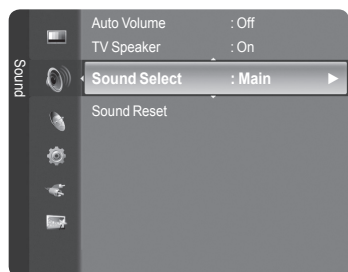 Sound
Auto Volume : Off
TV Speaker : On
Sound Select : Main
Sound Reset